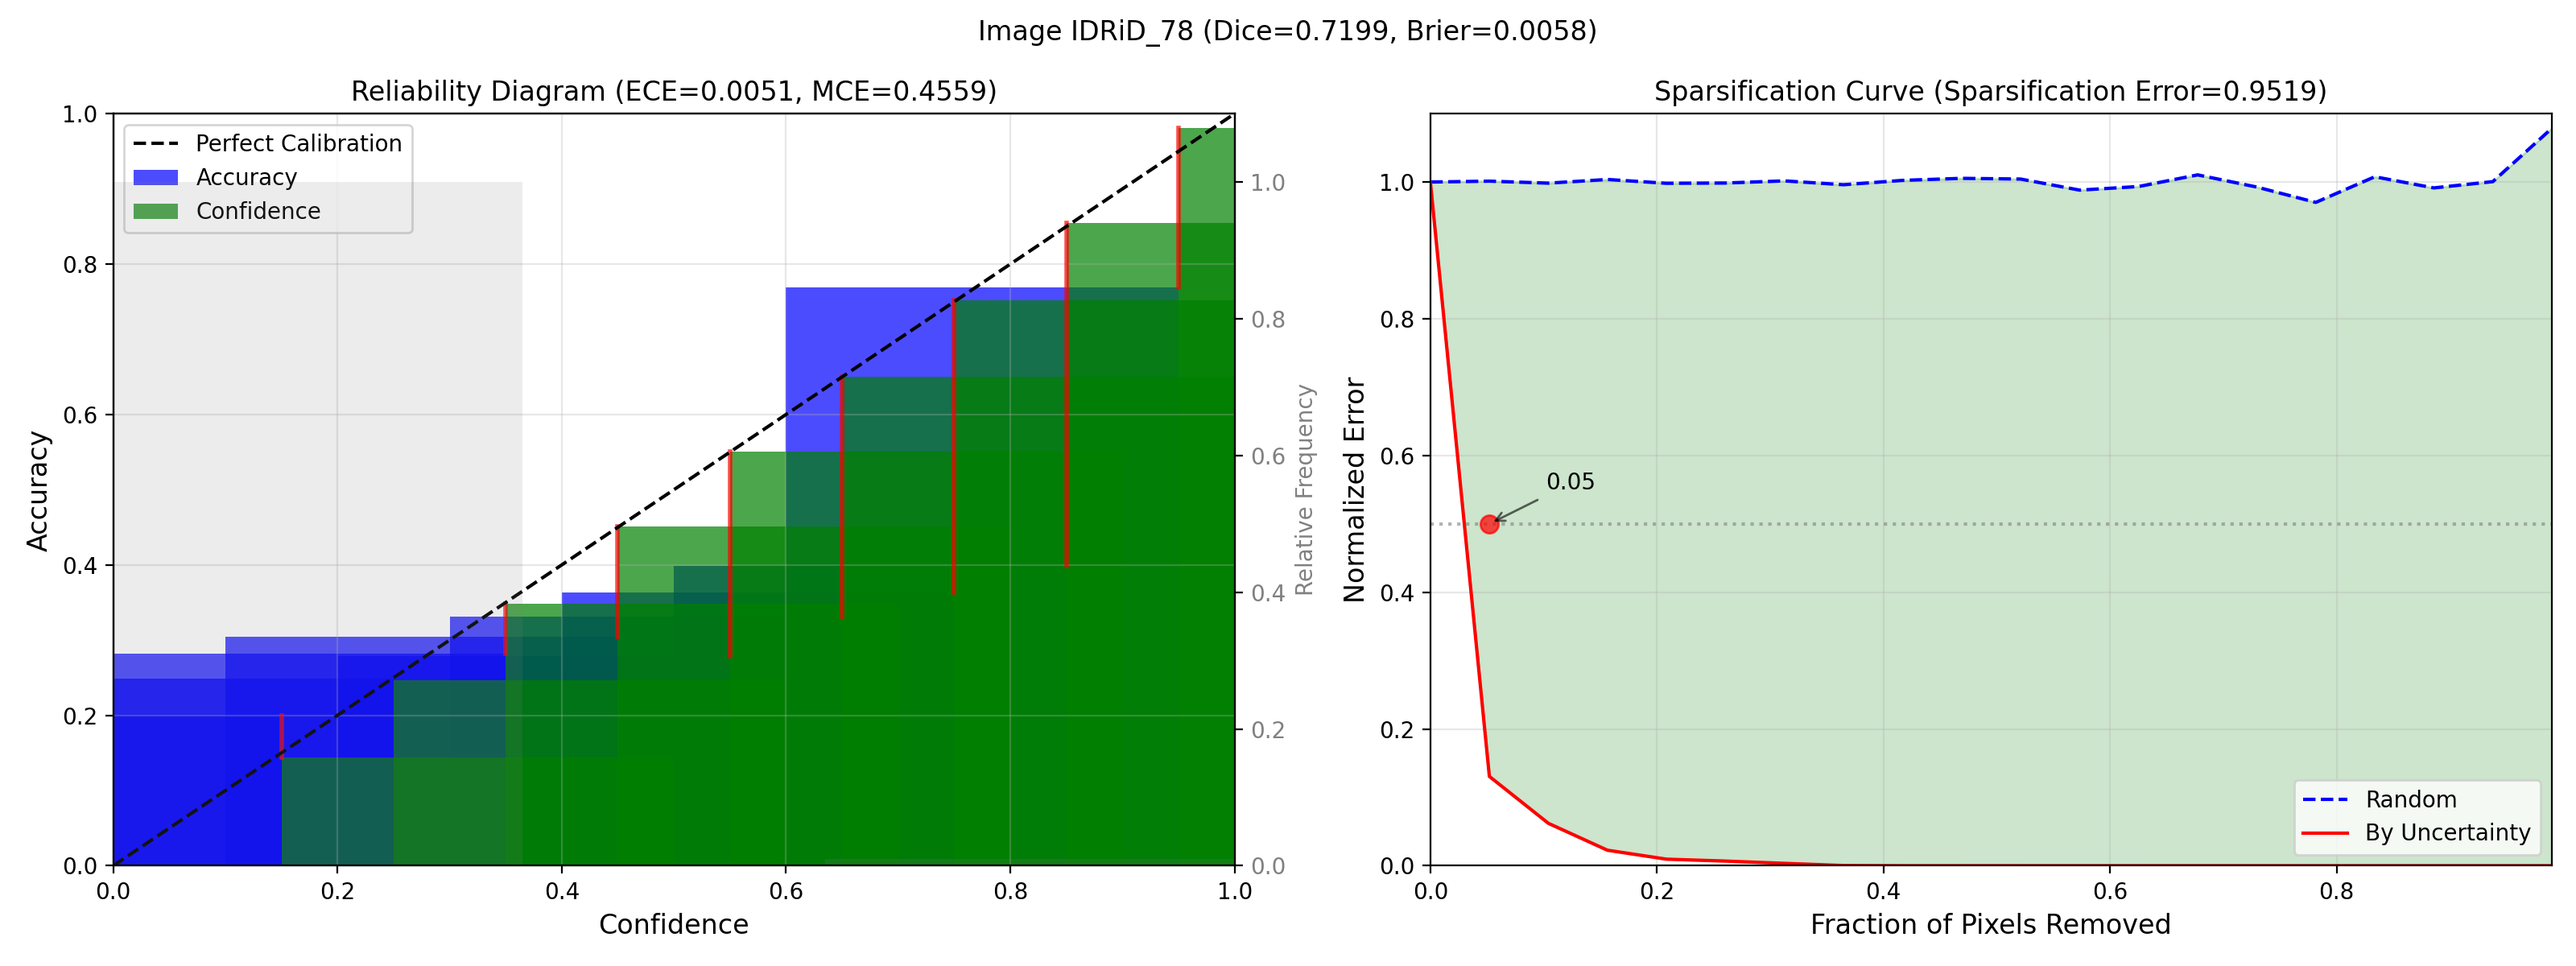 Image IDRiD_78 (Dice=0.7199, Brier=0.0058)
Reliability Diagram (ECE=0.0051, MCE=0.4559)
Perfect Calibration
Accuracy
Confidence
1.0
0.8
0.6
0.4
0.2
0.0
Accuracy
0.0
0.2
0.4
0.6
0.8
1.0
Confidence
1.0
0.8
0.6
0.4
0.2
0.0
Relative Frequency
Sparsification Curve (Sparsification Error=0.9519)
1.0
0.8
0.6
0.4
0.2
0.0
Normalized Error
0.05
Random
By Uncertainty
0.0
0.2
0.4
0.6
0.8
Fraction of Pixels Removed